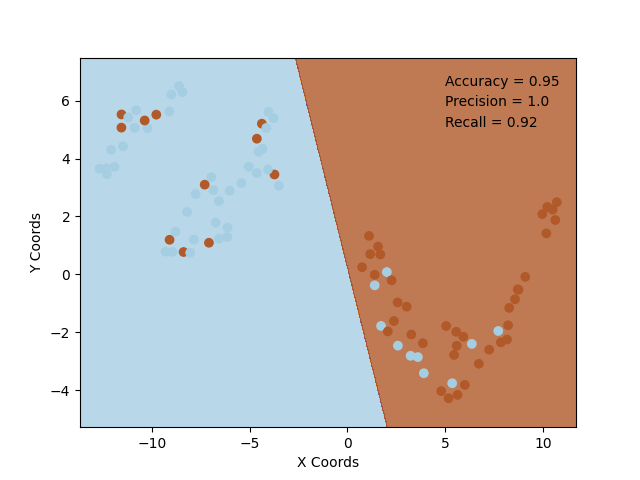 Accuracy = 0.95
Precision = 1.0
Recall = 0.92
6
4
2
0
−2
−4
Y Coords
−10
−5
0
5
10
X Coords